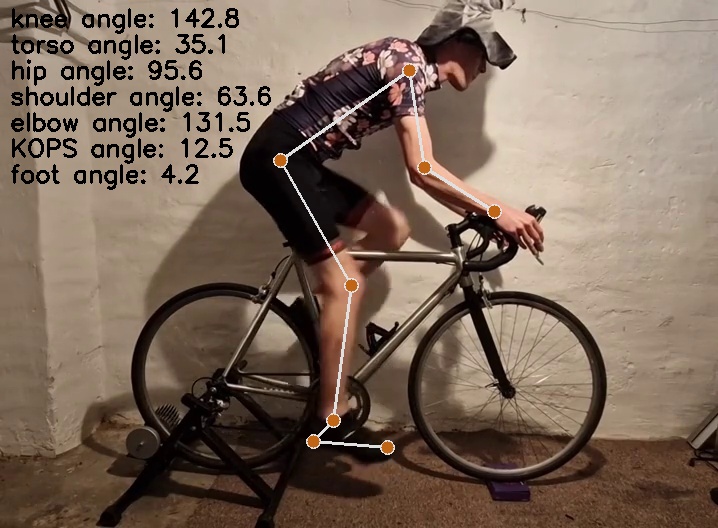 knee angle: 142.8
torso angle: 35.1
hip angle: 95.6
shoulder angle: 63.6
elbow angle: 131.5
KOPS angle: 12.5
foot angle: 4.2